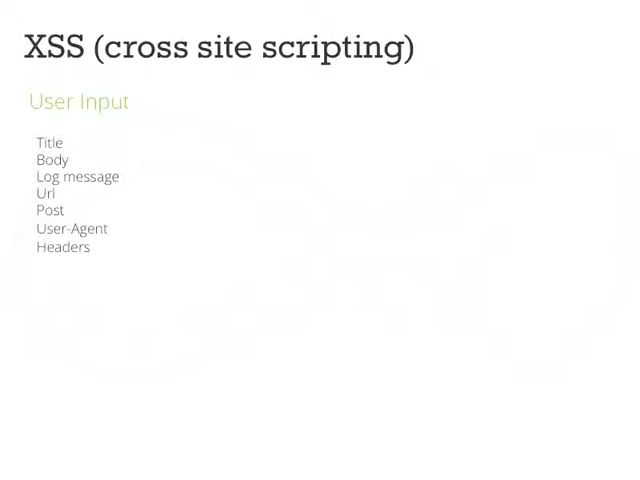 XSS (cross site scripting)
User Input
Title
Body
Log message
Url
Post
User-Agent
Headers